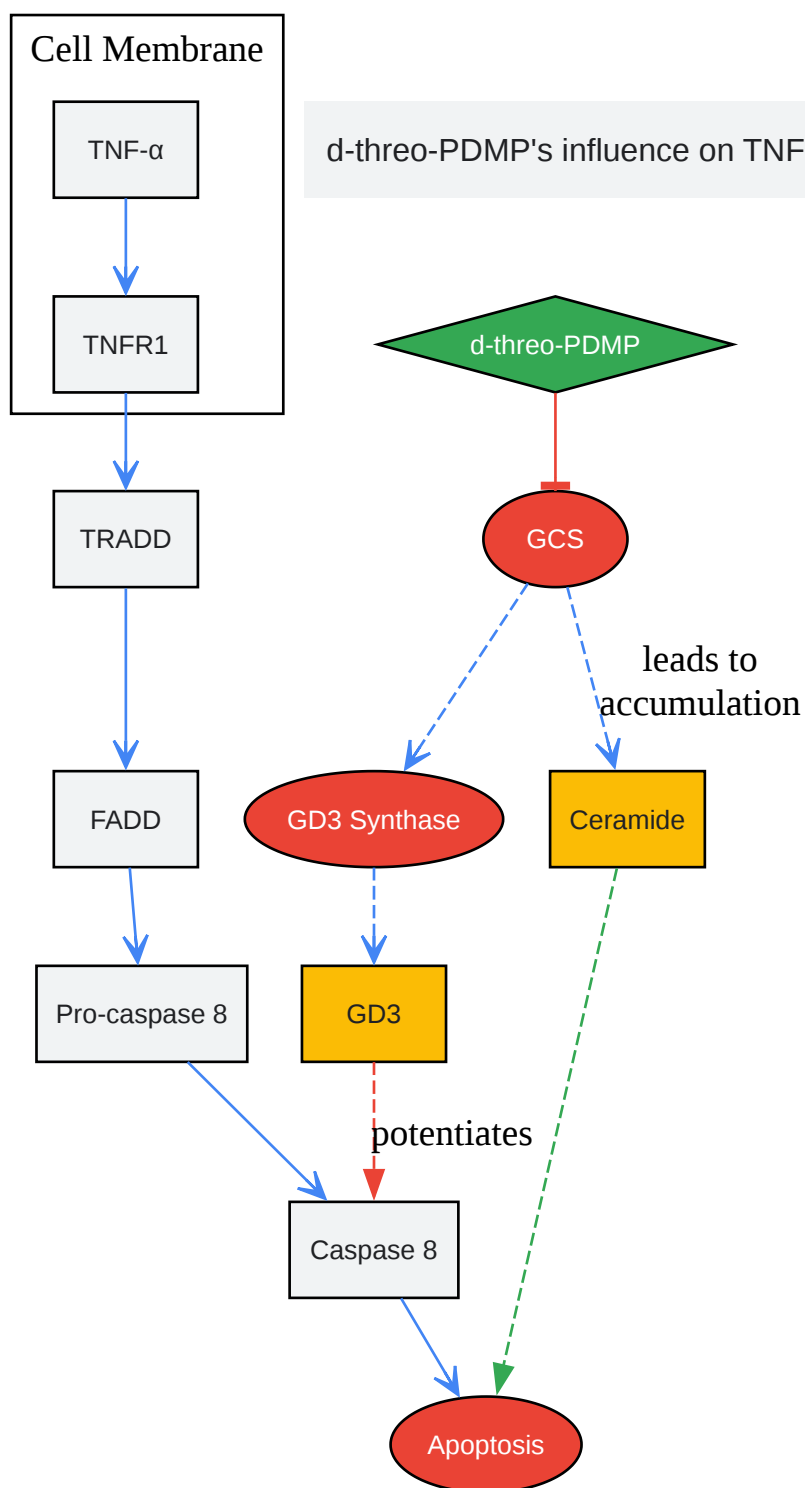 Cell Membrane
TNF-α
d-threo-PDMP's influence on TNF
TNFR1
d-threo-PDMP
TRADD
GCS
leads to
accumulation
FADD
GD3 Synthase
Ceramide
Pro-caspase 8
GD3
potentiates
Caspase 8
Apoptosis